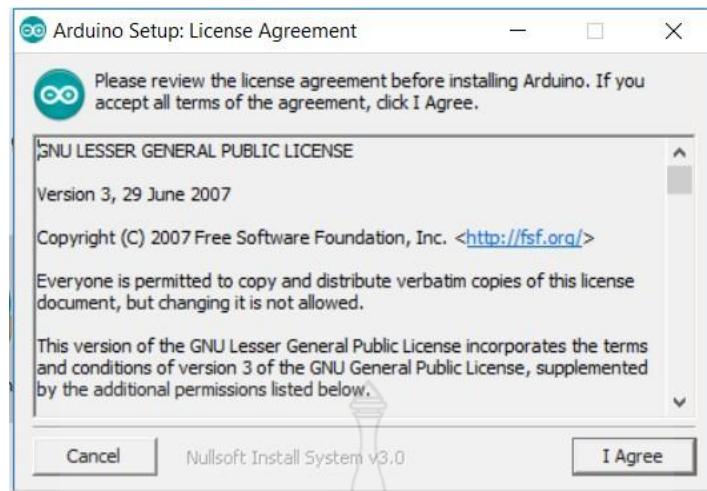 Arduino Setup: License Agreement
Please review the license agreement before installing Arduino. If you
accept all terms of the agreement, click I Agree.
GNU LESSER GENERAL PUBLIC LICENSE
Version 3, 29 June 2007
Copyright (C) 2007 Free Software Foundation, Inc. <http://fsf.org/>
Everyone is permitted to copy and distribute verbatim copies of this license
document, but changing it is not allowed.
This version of the GNU Lesser General Public License incorporates the terms
and conditions of version 3 of the GNU General Public License, supplemented
by the additional permissions listed below.
Cancel
Nullsoft Install System v3.0
I Agree